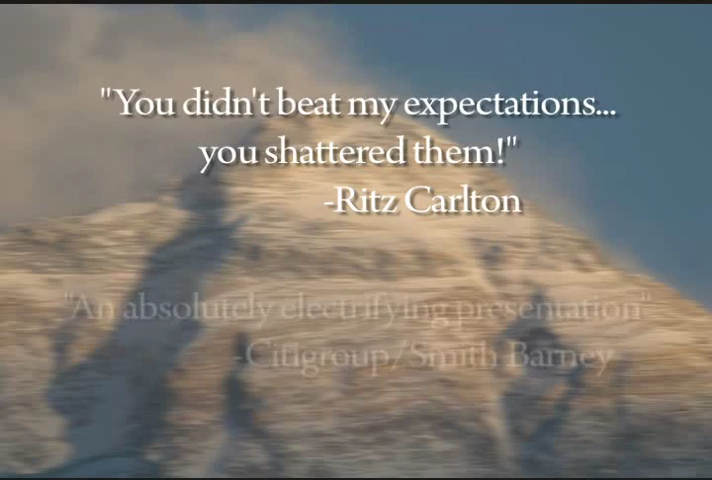 "You didn't beat my expectations...
you shattered them!"
-Ritz Carlton
"An absolutely electrifying presentation"
-Citigroup/Smith Barney